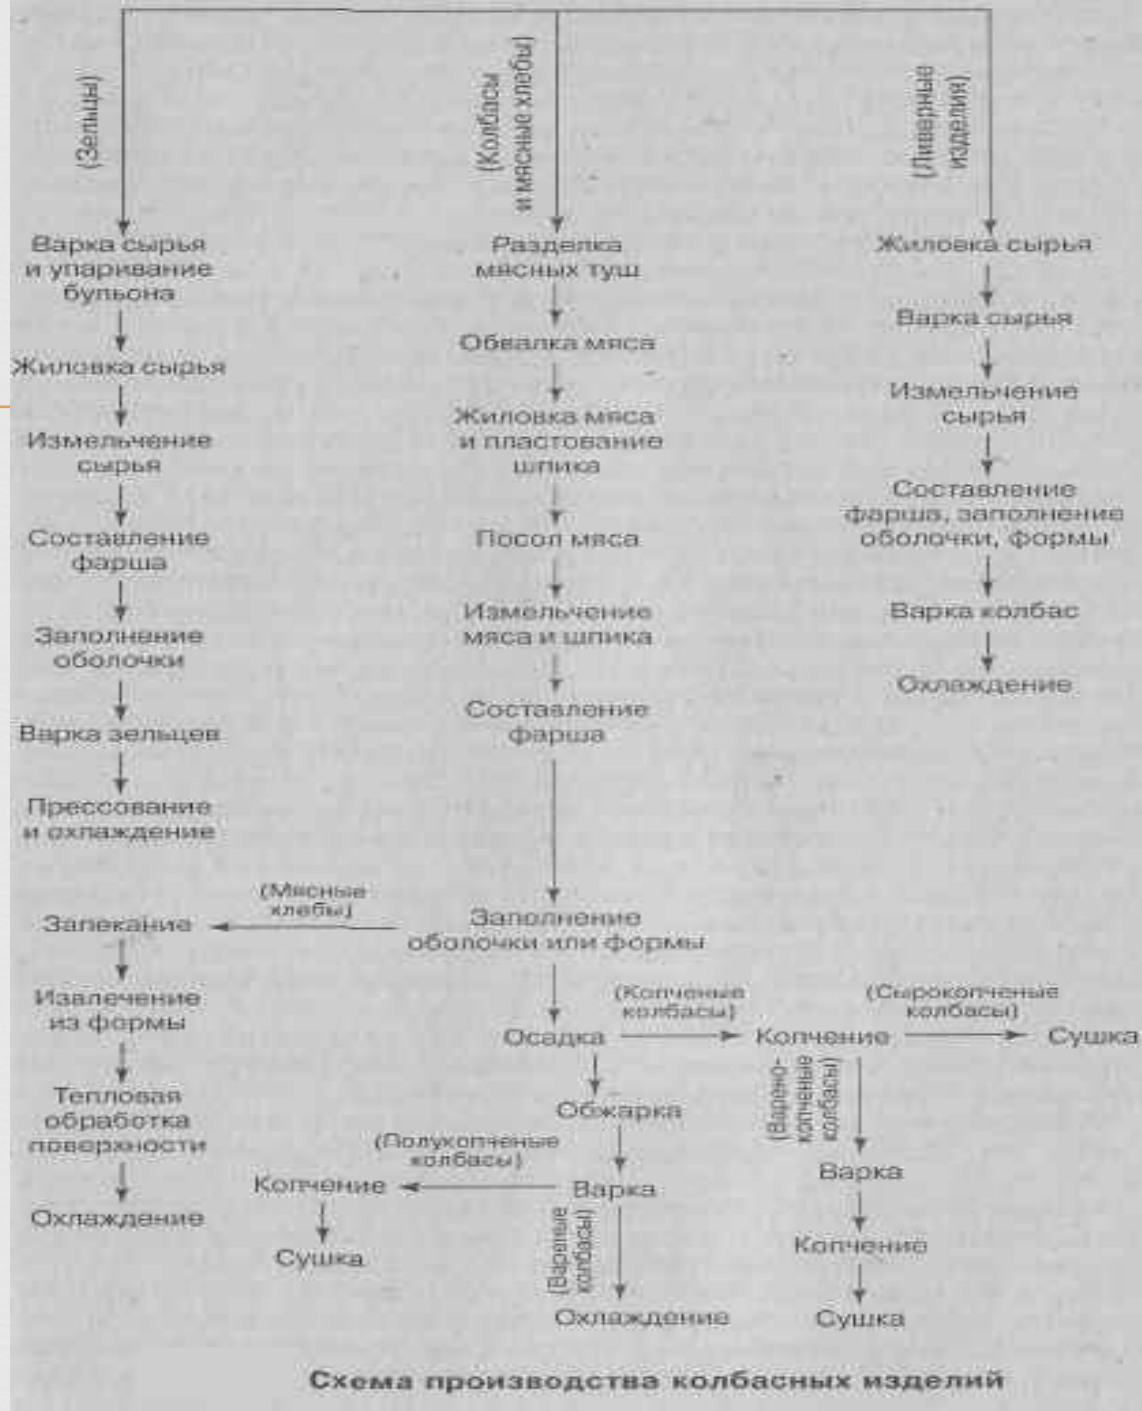 (Зельцы)
Варка сырья
и упаривание
бульона
Жиловка сырья
Измельчение
сырья
Составление
фарша
Заполнение
оболочки
Варка зельцев
Прессование
и охлаждение
(Колбасы
и мясные хлебы)
Разделка
мясных туш
Обвалка мяса
Жиловка мяса
и пластование
шпика
Посол мяса
Измельчение
мяса и шпика
Составление
фарша
Заполнение
оболочки или формы
(Ливерные
изделия)
Жиловка сырья
Варка сырья
Измельчение
сырья
Составление
фарша, заполнение
оболочки, формы
Варка колбас
Охлаждение
(Мясные
хлебы)
Запекание
Извлечение
из формы
Тепловая
обработка
поверхности
Охлаждение
Осадка
(Копченые
колбасы)
Копчение
(Сырокопченые
колбасы)
Сушка
Обжарка
Варка
(Полукопченые
колбасы)
Копчение
Сушка
(Вареные
колбасы)
Охлаждение
(Варено-
копченые
колбасы)
Варка
Копчение
Сушка
Схема производства колбасных изделий